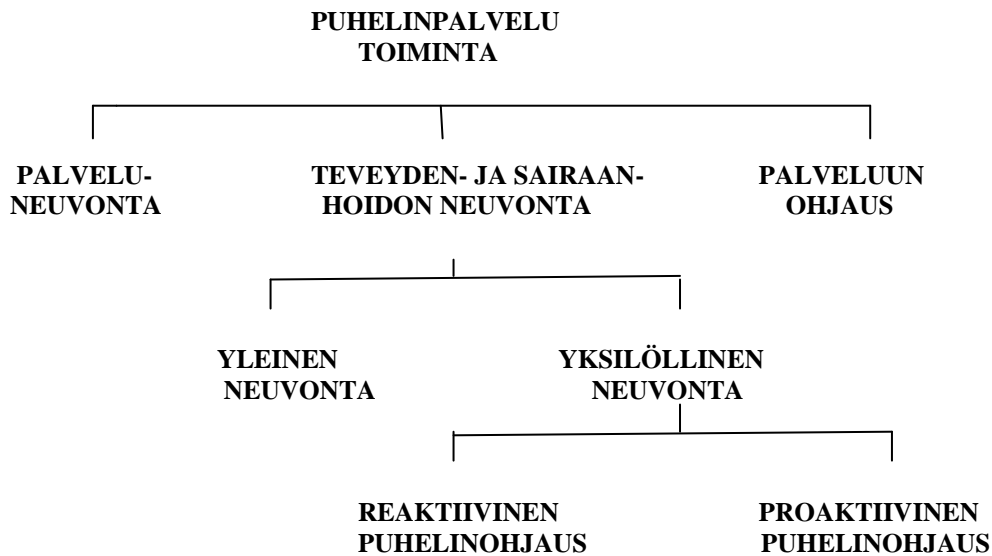 PUHELINPALVELU
TOIMINTA
PALVELU-
NEUVONTA
TEVEYDEN- JA SAIRAAN-
HOIDON NEUVONTA
PALVELUUN
OHJAUS
YLEINEN
NEUVONTA
YKSILÖLLINEN
NEUVONTA
REAKTIIVINEN
PUHELINOHJAUS
PROAKTIIVINEN
PUHELINOHJAUS